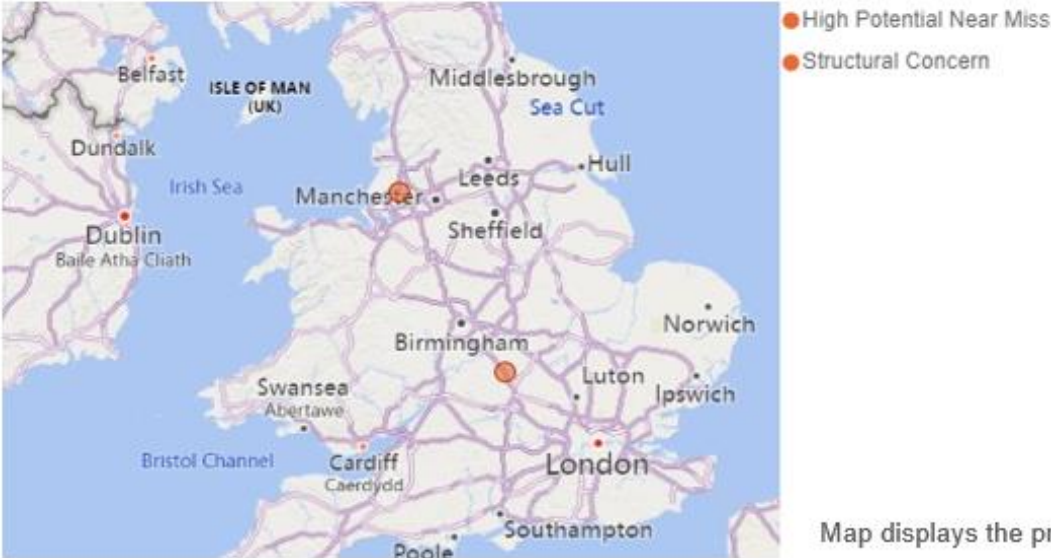 High Potential Near Miss
Structural Concern
Belfast
ISLE OF MAN
(UK)
Middlesbrough
Sea Cut
Dundalk
Irish Sea
Manchester
Leeds
Hull
Dublin
Baile Atha Cliath
Sheffield
Norwich
Birmingham
Swansea
Abertawe
Luton
Ipswich
Bristol Channel
Cardiff
Caerdydd
London
Southampton
Poole
Map displays the pr